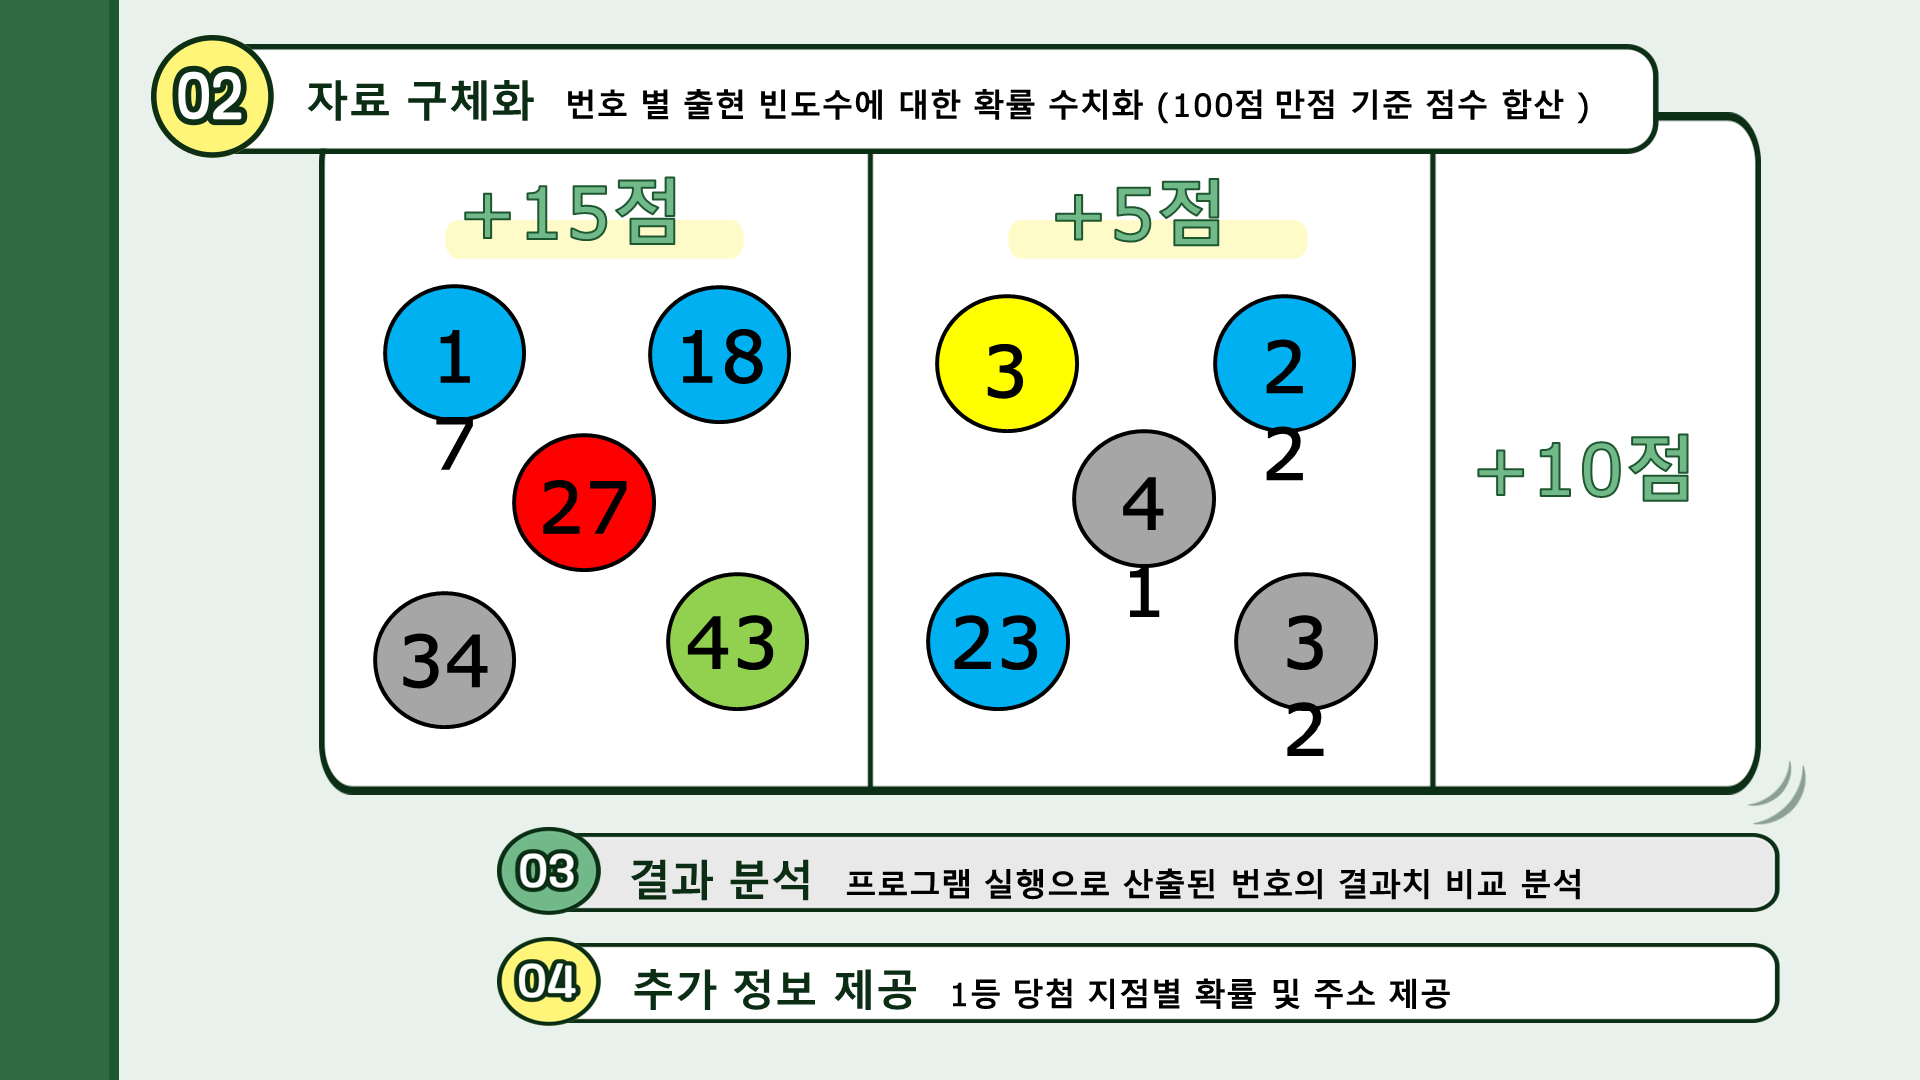 02 자료 구체화 번호 별 출현 빈도수에 대한 확률 수치화 (100점 만점 기준 점수 합산 )
+15점
1
7
18
27
34
43
+5점
3
2
2
4
1
23
3
2
+10점
03 결과 분석 프로그램 실행으로 산출된 번호의 결과치 비교 분석
04 추가 정보 제공 1등 당첨 지점별 확률 및 주소 제공